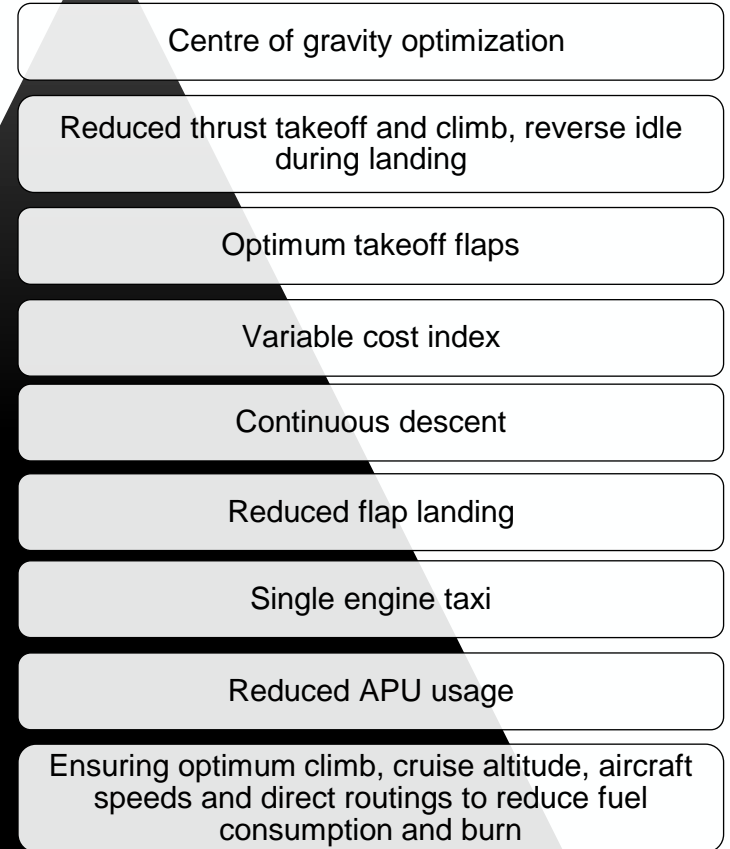 Centre of gravity optimization
Reduced thrust takeoff and climb, reverse idle
during landing
Optimum takeoff flaps
Variable cost index
Continuous descent
Reduced flap landing
Single engine taxi
Reduced APU usage
Ensuring optimum climb, cruise altitude, aircraft
speeds and direct routings to reduce fuel
consumption and burn